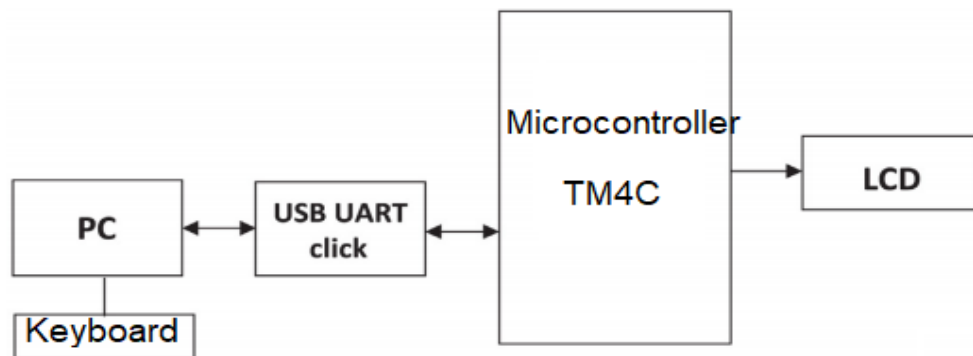 Microcontroller
TM4C
LCD
PC
USB UART
click
Keyboard